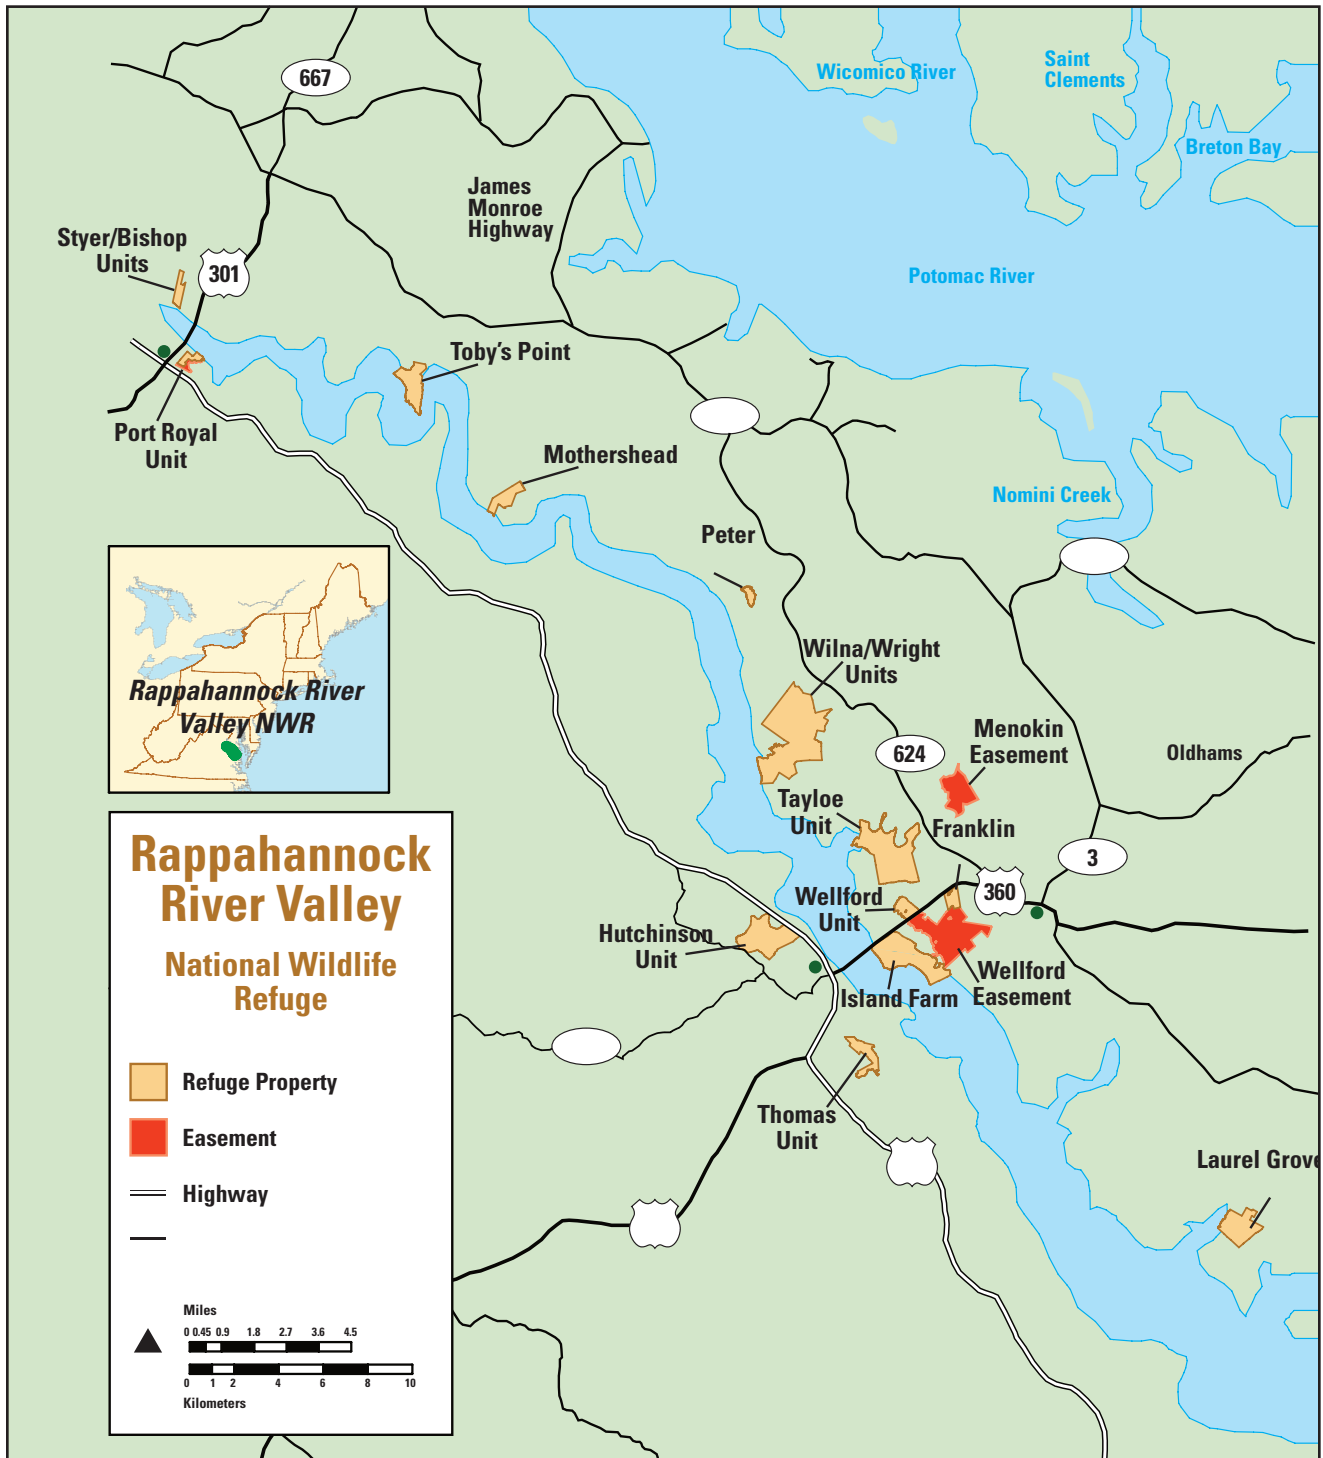 Wicomico River
Saint
Clements
667
Breton Bay
James
Monroe
Highway
Styer/Bishop
Units
301
Potomac River
Toby's Point
Port Royal
Unit
Mothershead
Nomini Creek
Peter
Wilna/Wright
Units
Rappahannock River
Valley NWR
Menokin
Easement
624
Oldhams
Tayloe
Unit
Franklin
3
360
Wellford
Unit
Hutchinson
Unit
Wellford
Easement
Island Farm
Thomas
Unit
Laurel Grove
Rappahannock
River Valley
National Wildlife
Refuge
Refuge Property
Easement
Highway
Miles
0 0.45 0.9 1.8 2.7 3.6 4.5
0 1 2 4 6 8 10
Kilometers